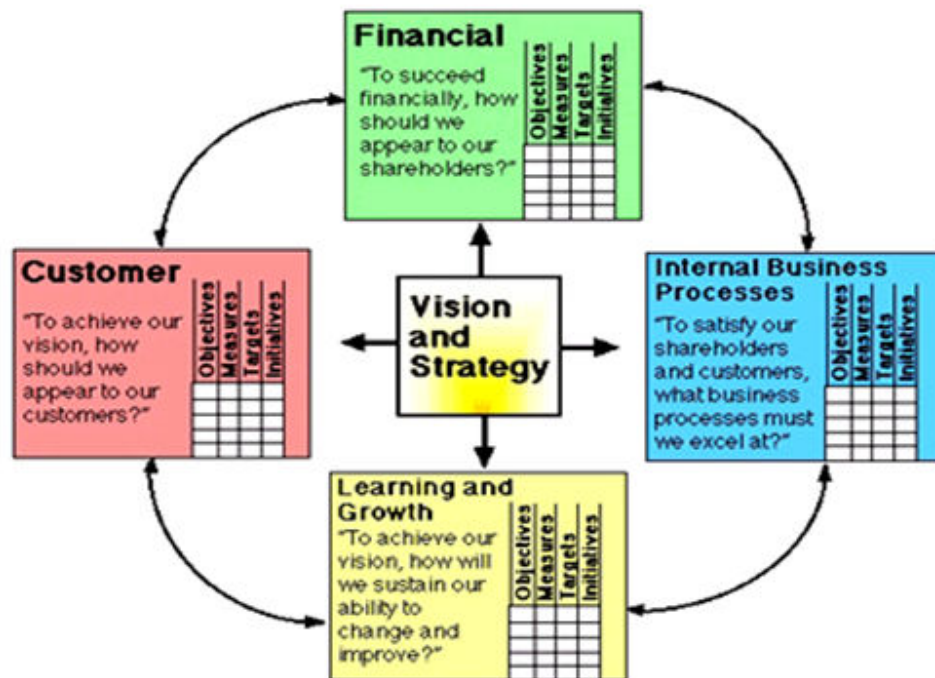 Financial
"To succeed
financially, how
should we
appear to our
shareholders?"
Objectives
Measures
Targets
Initiatives
Customer
"To achieve our
vision, how
should we
appear to our
customers?"
Objectives
Measures
Targets
Initiatives
Vision
and
Strategy
Internal Business
Processes
"To satisfy our
shareholders
and customers,
what business
processes must
we excel at?"
Objectives
Measures
Targets
Initiatives
Learning and
Growth
"To achieve our
vision, how will
we sustain our
ability to
change and
improve?"
Objectives
Measures
Targets
Initiatives